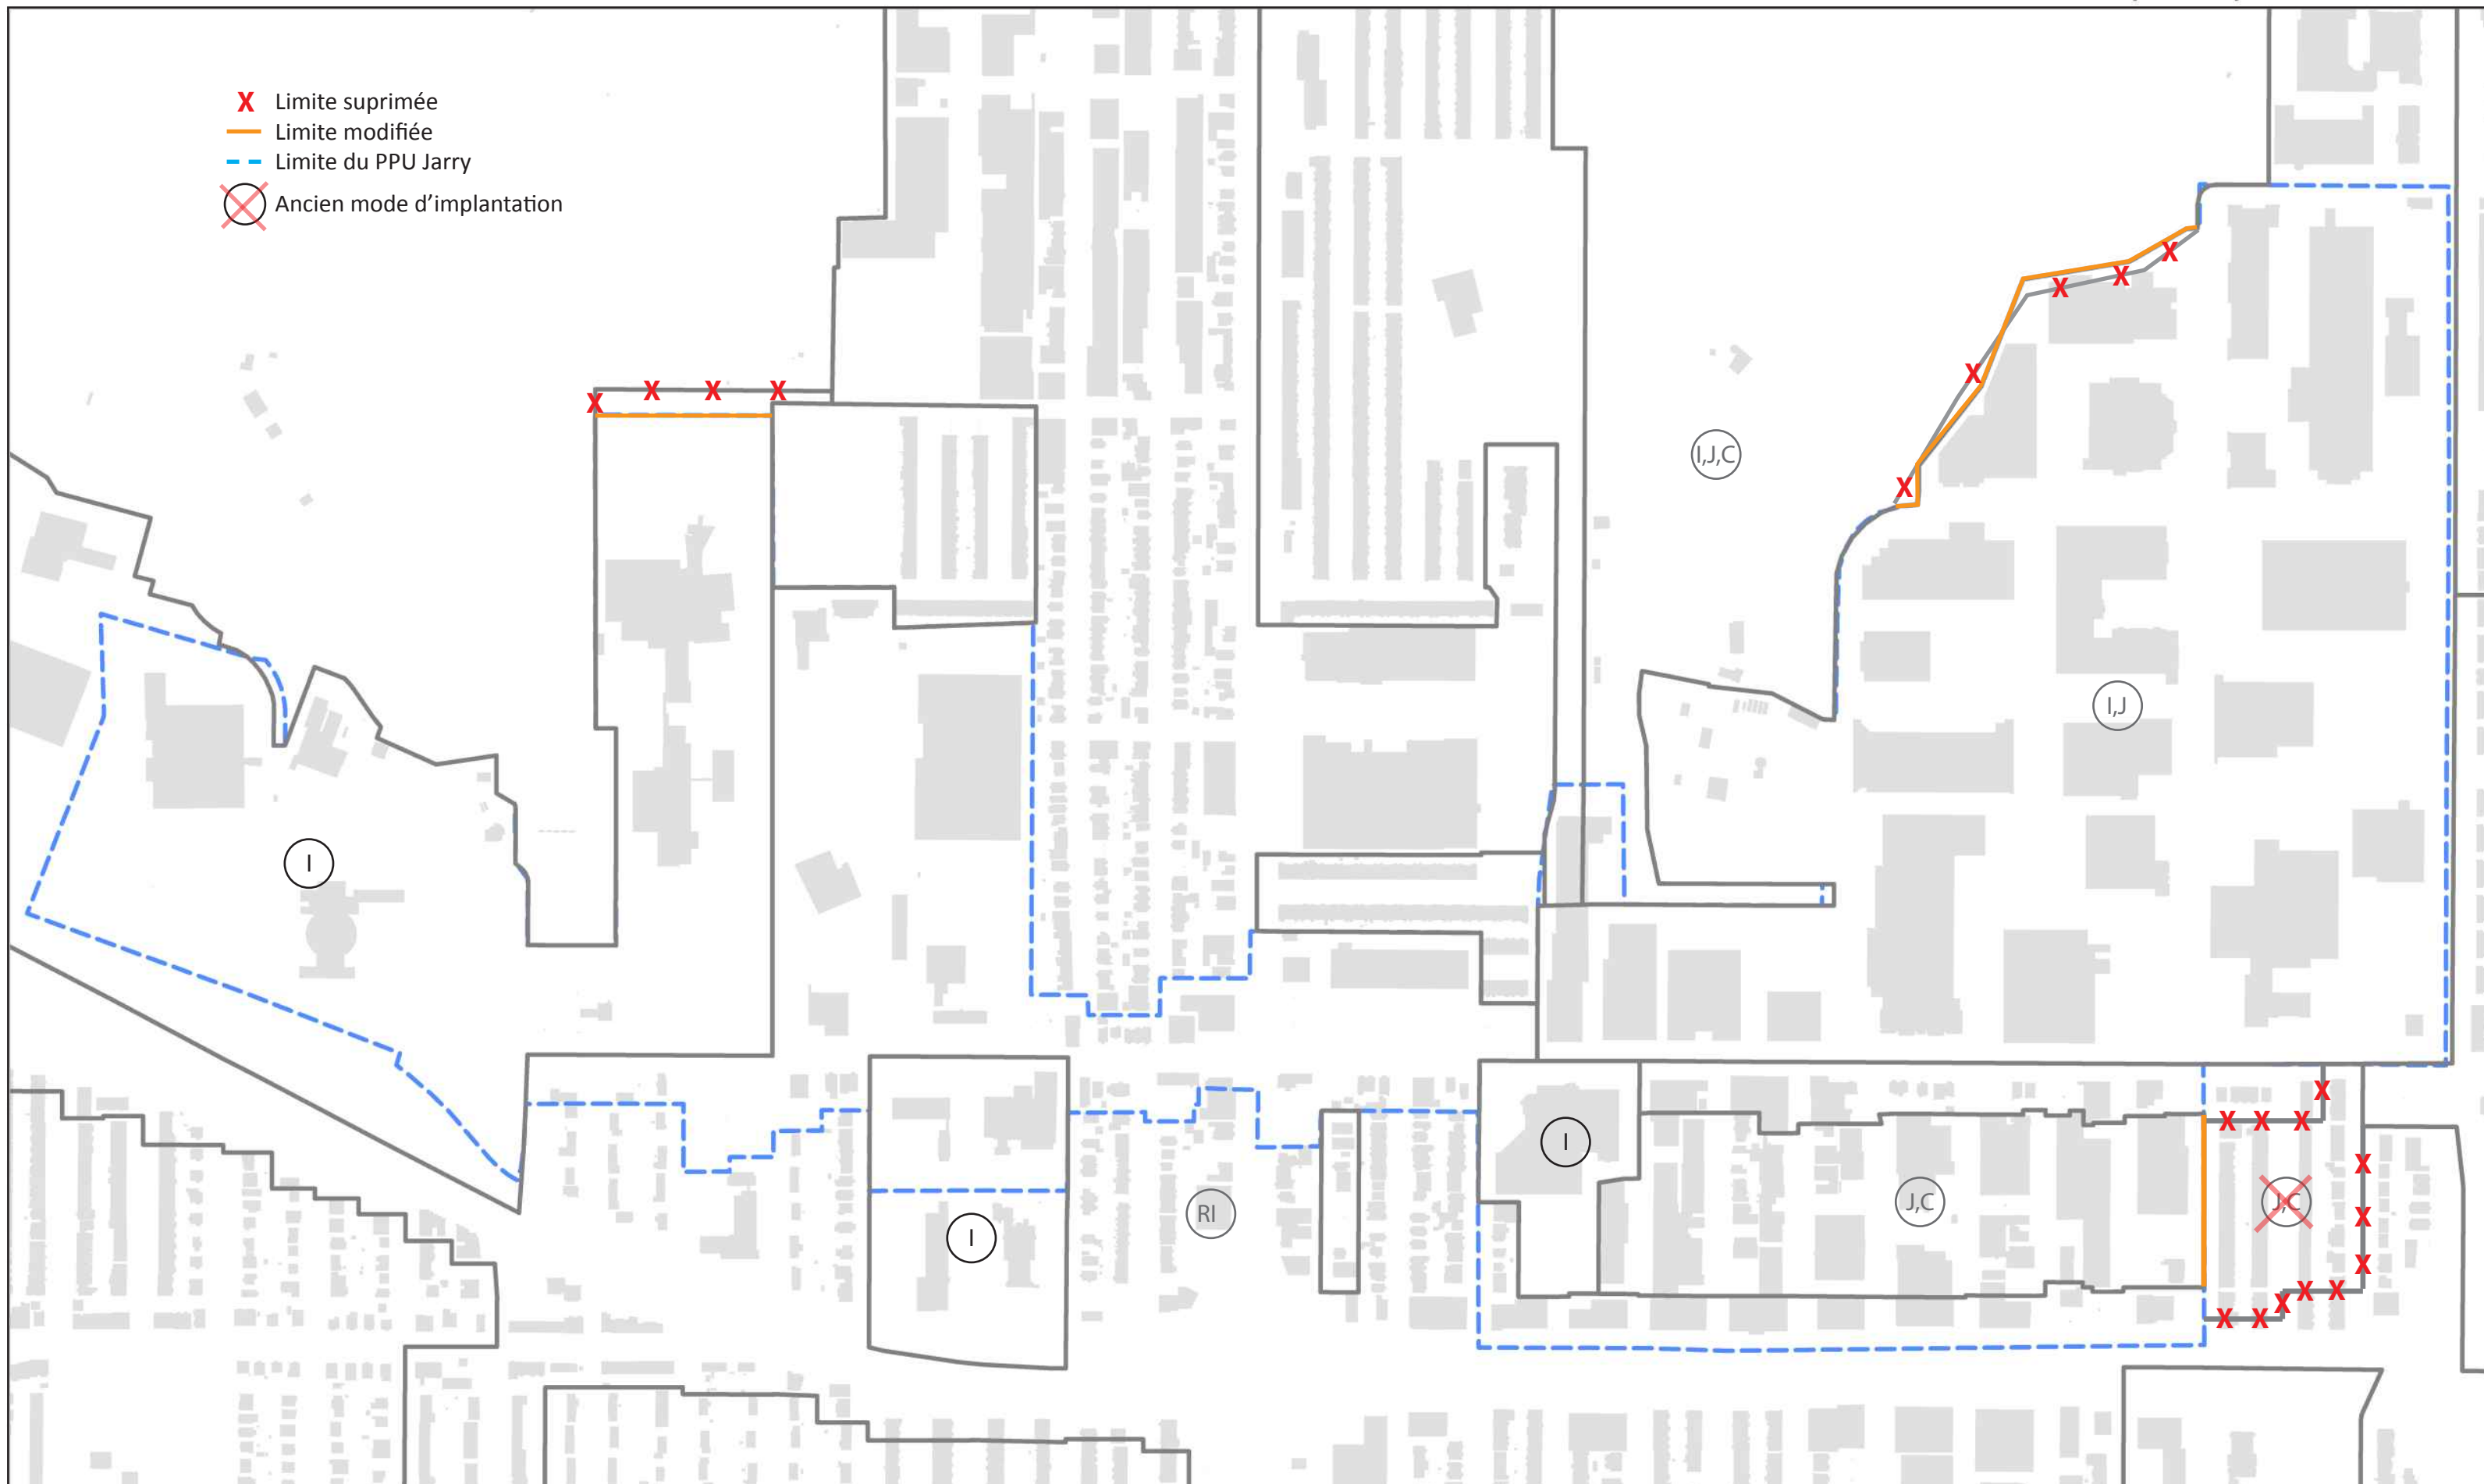 X Limite suprimée
Limite modifiée
Limite du PPU Jarry
Ancien mode d'implantation
X X X X
X X X
X
X
I,J,C
I,J
I
X
X X X
I
X
J,C
J,C
X
RI
I
X
X X
X
X X